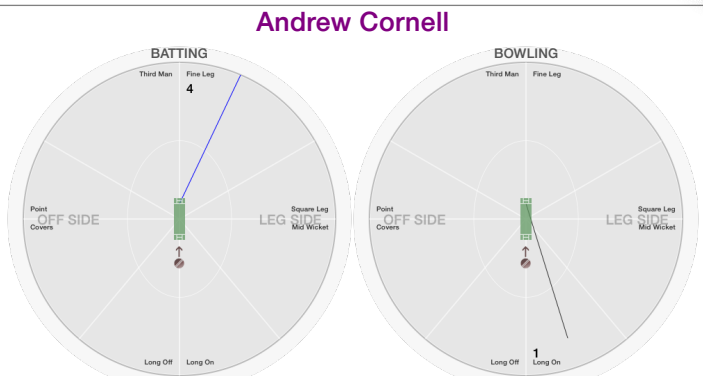 Andrew Cornell
BATTING
Third Man Fine Leg
4
Point Square Leg
OFF SIDE LEG SIDE
Covers Mid Wicket
Long Off Long On
BOWLING
Third Man Fine Leg
Point Square Leg
OFF SIDE LEG SIDE
Covers Mid Wicket
1
Long Off Long On